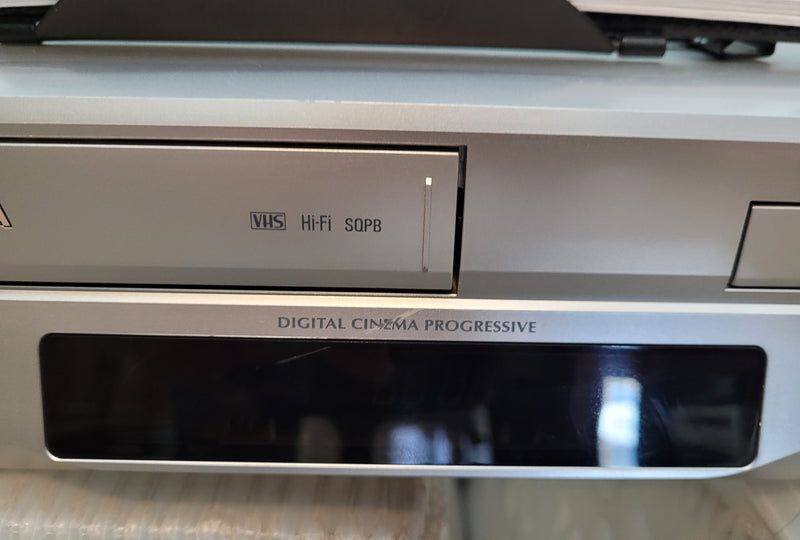 VHS Hi-Fi SQPB
DIGITAL CINEMA PROGRESSIVE